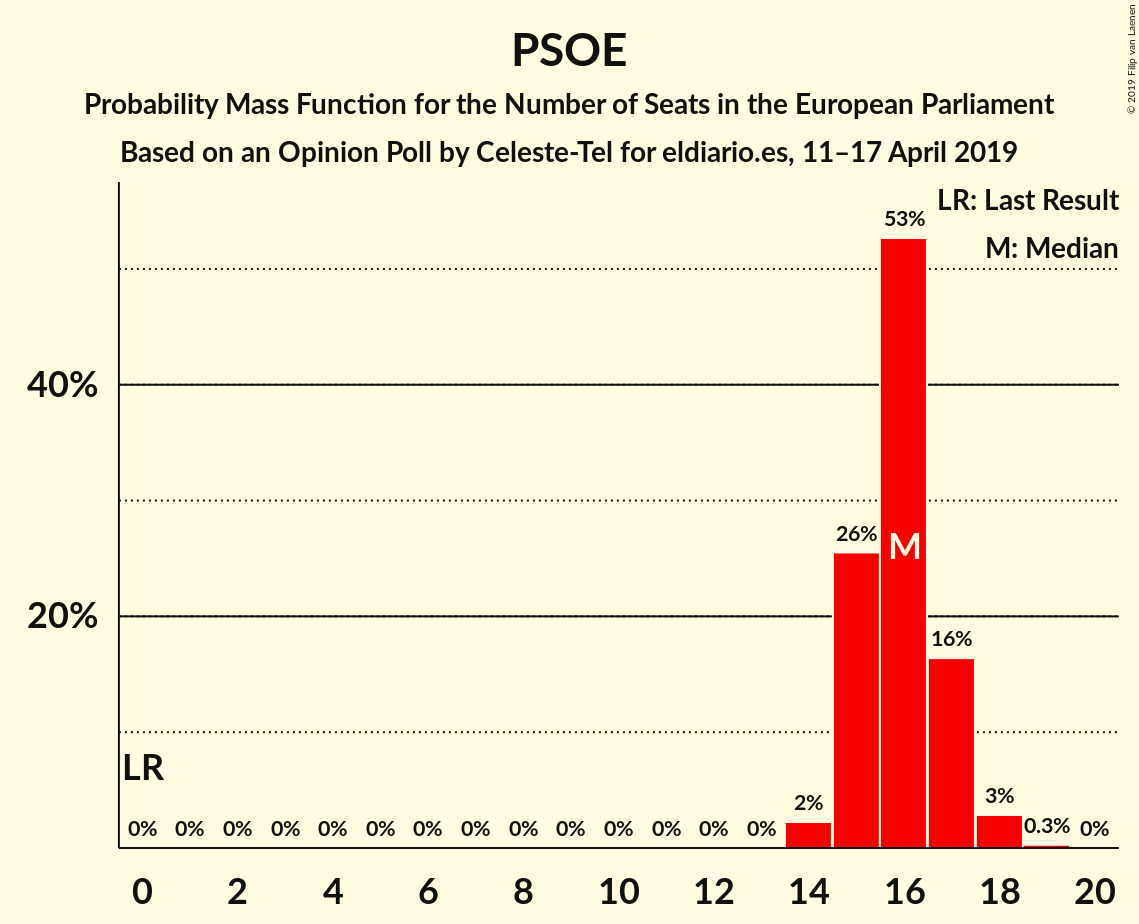 PSOE
Probability Mass Function for the Number of Seats in the European Parliament
Based on an Opinion Poll by Celeste-Tel for eldiario.es, 11–17 April 2019
© 2019 Filip van Laenen
LR: Last Result
M: Median
53%
40%
26%
M
20%
16%
LR
3%
2%
0% 0% 0% 0% 0% 0% 0% 0% 0% 0% 0% 0% 0% 0% 0.3% 0%
0 2 4 6 8 10 12 14 16 18 20